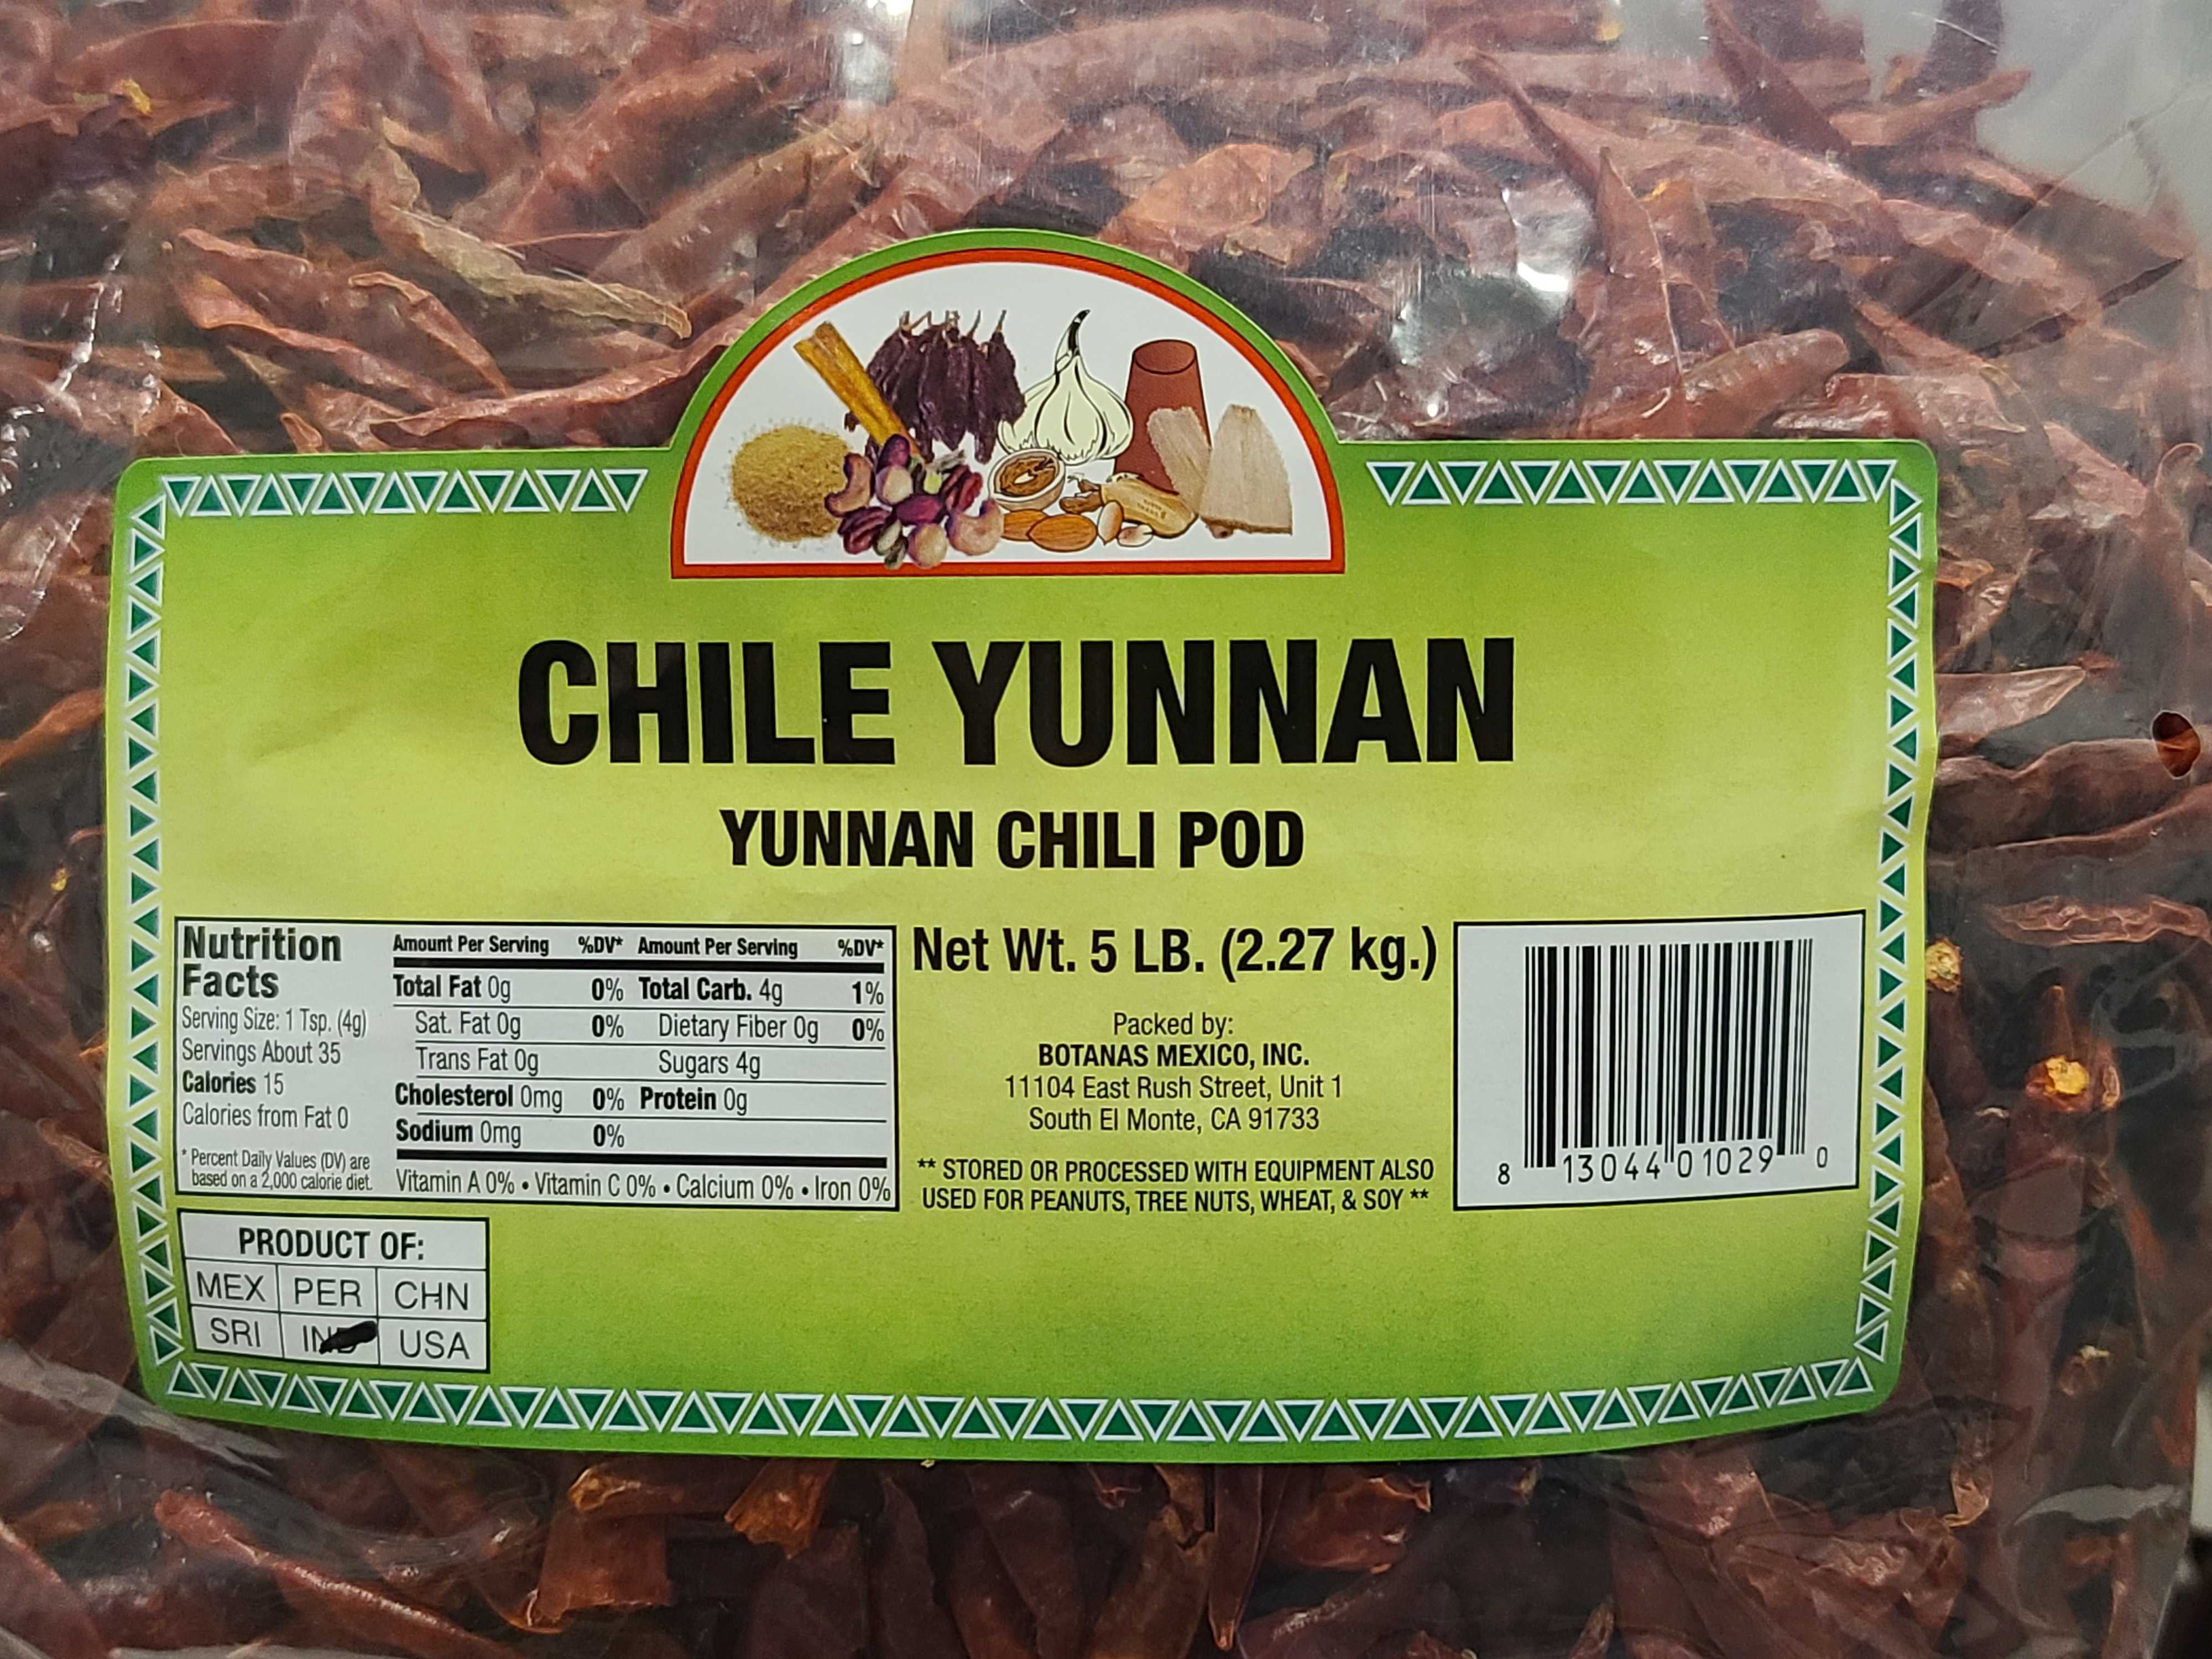 CHILE YUNNAN
YUNNAN CHILI POD
Nutrition
Facts
Serving Size: 1 Tsp. (4g)
Servings About 35
Calories 15
Calories from Fat 0
* Percent Daily Values (DV) are
based on a 2,000 calorie diet.
Amount Per Serving %DV* Amount Per Serving %DV*
Total Fat 0g 0% Total Carb. 4g 1%
Sat. Fat 0g 0% Dietary Fiber 0g 0%
Trans Fat 0g Sugars 4g
Cholesterol 0mg 0% Protein 0g
Sodium 0mg 0%
Vitamin A 0% • Vitamin C 0% • Calcium 0% • Iron 0%
Net Wt. 5 LB. (2.27 kg.)
Packed by:
BOTANAS MEXICO, INC.
11104 East Rush Street, Unit 1
South El Monte, CA 91733
** STORED OR PROCESSED WITH EQUIPMENT ALSO
USED FOR PEANUTS, TREE NUTS, WHEAT, & SOY **
8 13044 01029 0
PRODUCT OF:
MEX PER CHN
SRI IND USA